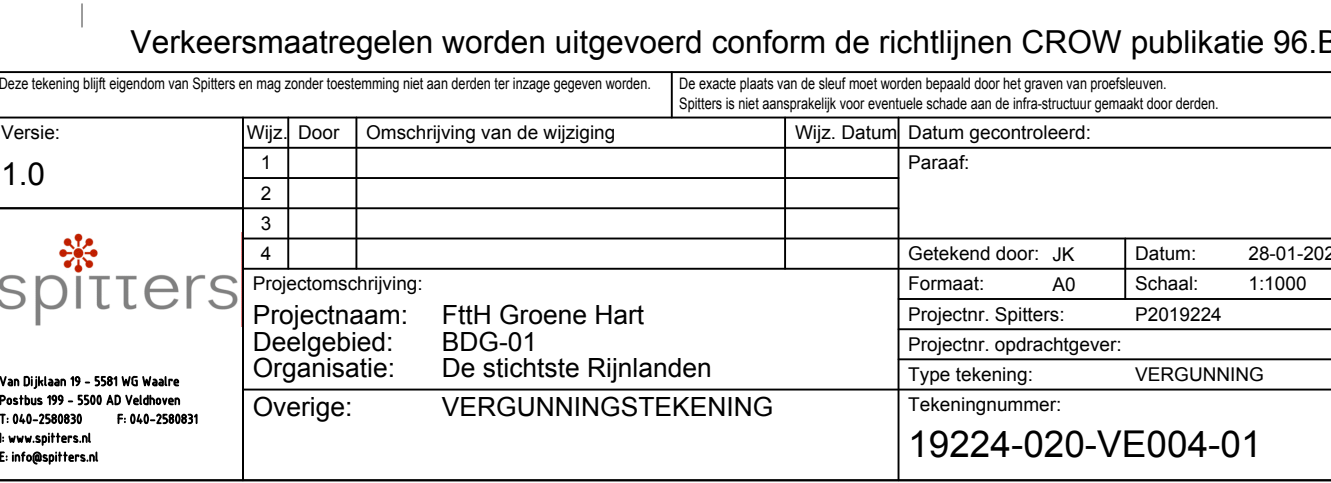 Verkeersmaatregelen worden uitgevoerd conform de richtlijnen CROW publikatie 96.B
Deze tekening blijft eigendom van Spitters en mag zonder toestemming niet aan derden ter inzage gegeven worden.
De exacte plaats van de sleuf moet worden bepaald door het graven van proefsleuven.
Spitters is niet aansprakelijk voor eventuele schade aan de infra-structuur gemaakt door derden.
Versie:
1.0
Wijz. Door Omschrijving van de wijziging Wijz. Datum
1
2
3
4
Datum gecontroleerd:
Paraaf:
Getekend door: JK Datum: 28-01-202
Formaat: A0 Schaal: 1:1000
Projectnr. Spitters: P2019224
Projectnr. opdrachtgever:
Type tekening: VERGUNNING
Tekeningnummer:
19224-020-VE004-01
spitters
Van Dijklaan 19 - 5581 WG Waalre
Postbus 199 - 5500 AD Veldhoven
T: 040-2580830 F: 040-2580831
I: www.spitters.nl
E: info@spitters.nl
Projectomschrijving:
Projectnaam: FttH Groene Hart
Deelgebied: BDG-01
Organisatie: De stichtste Rijnlanden
Overige: VERGUNNINGSTEKENING